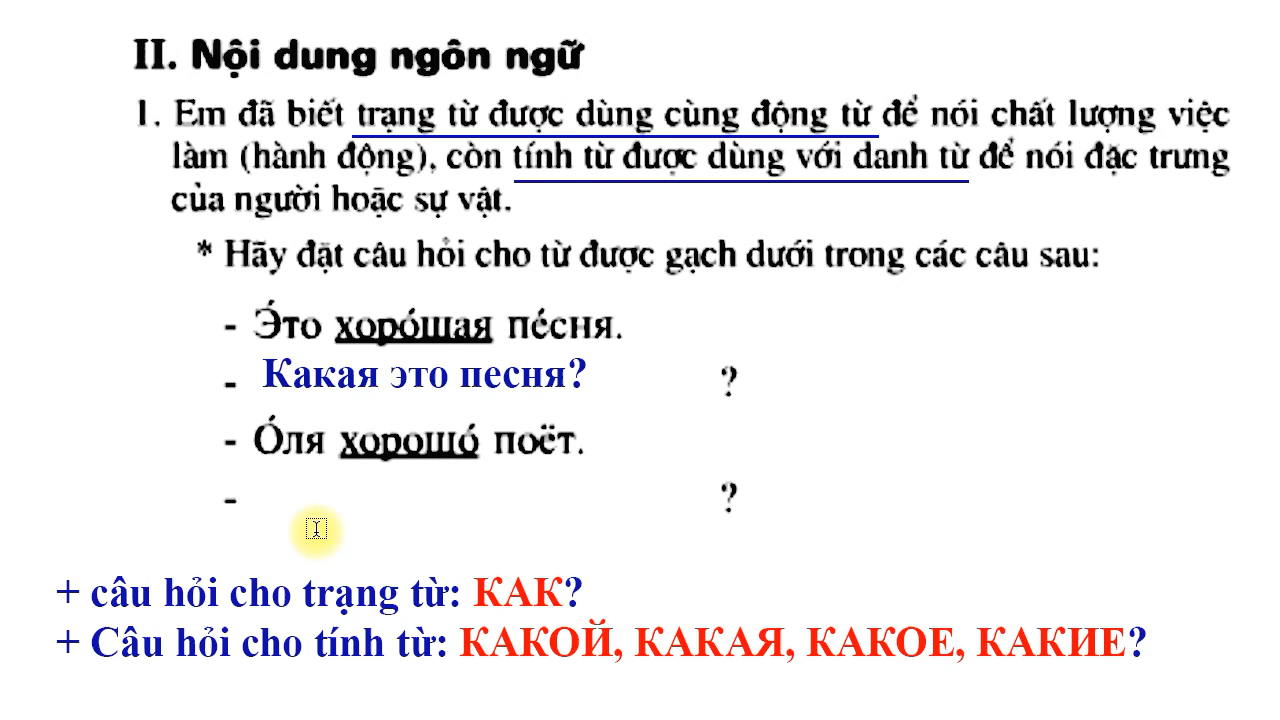 II. Nội dung ngôn ngữ
1. Em đã biết trạng từ được dùng cùng động từ để nói chất lượng việc
làm (hành động), còn tính từ được dùng với danh từ để nói đặc trưng
của người hoặc sự vật.
* Hãy đặt câu hỏi cho từ được gạch dưới trong các câu sau:
- Э́то хоро́шая пе́сня.
- Какая это песня? ?
- О́ля хорошо́ поёт.
- ?
+ câu hỏi cho trạng từ: КАК?
+ Câu hỏi cho tính từ: КАКОЙ, КАКАЯ, КАКОЕ, КАКИЕ?